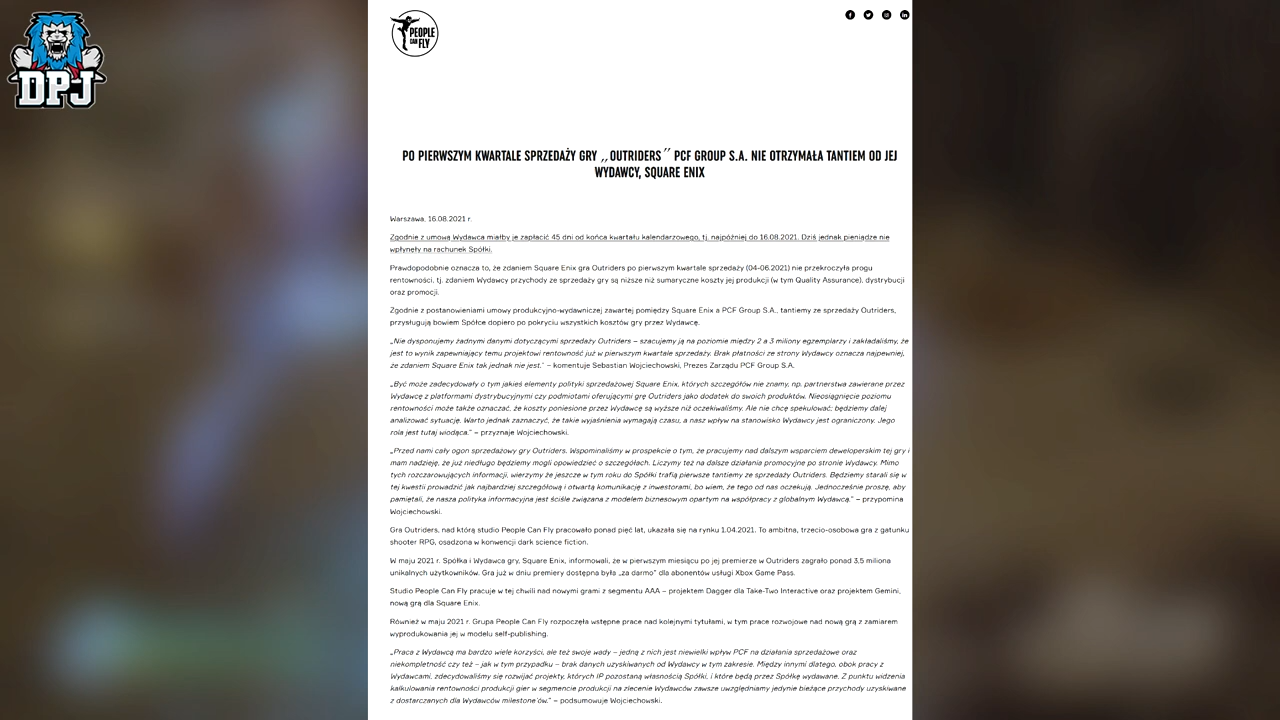 DPJ
PEOPLE
CAN FLY
PO PIERWSZYM KWARTALE SPRZEDAŻY GRY ,,OUTRIDERS” PCF GROUP S.A. NIE OTRZYMAŁA TANTIEM OD JEJ
WYDAWCY, SQUARE ENIX
Warszawa, 16.08.2021 r.
Zgodnie z umową Wydawca miałby je zapłacić 45 dni od końca kwartału kalendarzowego, tj. najpóźniej do 16.08.2021. Dziś jednak pieniądze nie
wpłynęły na rachunek Spółki.
Prawdopodobnie oznacza to, że zdaniem Square Enix gra Outriders po pierwszym kwartale sprzedaży (04-06.2021) nie przekroczyła progu
rentowności, tj. zdaniem Wydawcy przychody ze sprzedaży gry są niższe niż sumaryczne koszty jej produkcji (w tym Quality Assurance), dystrybucji
oraz promocji.
Zgodnie z postanowieniami umowy produkcyjno-wydawniczej zawartej pomiędzy Square Enix a PCF Group S.A., tantiemy ze sprzedaży Outriders,
przysługują bowiem Spółce dopiero po pokryciu wszystkich kosztów gry przez Wydawcę.
„Nie dysponujemy żadnymi danymi dotyczącymi sprzedaży Outriders – szacujemy ją na poziomie między 2 a 3 miliony egzemplarzy i zakładaliśmy, że
jest to wynik zapewniający temu projektowi rentowność już w pierwszym kwartale sprzedaży. Brak płatności ze strony Wydawcy oznacza najpewniej,
że zdaniem Square Enix tak jednak nie jest.” – komentuje Sebastian Wojciechowski, Prezes Zarządu PCF Group S.A.
„Być może zadecydowały o tym jakieś elementy polityki sprzedażowej Square Enix, których szczegółów nie znamy, np. partnerstwa zawierane przez
Wydawcę z platformami dystrybucyjnymi czy podmiotami oferującymi grę Outriders jako dodatek do swoich produktów. Nieosiągnięcie poziomu
rentowności może także oznaczać, że koszty poniesione przez Wydawcę są wyższe niż oczekiwaliśmy. Ale nie chcę spekulować; będziemy dalej
analizować sytuację. Warto jednak zaznaczyć, że takie wyjaśnienia wymagają czasu, a nasz wpływ na stanowisko Wydawcy jest ograniczony. Jego
rola jest tutaj wiodąca.” – przyznaje Wojciechowski.
„Przed nami cały ogon sprzedażowy gry Outriders. Wspominaliśmy w prospekcie o tym, że pracujemy nad dalszym wsparciem deweloperskim tej gry i
mam nadzieję, że już niedługo będziemy mogli opowiedzieć o szczegółach. Liczymy też na dalsze działania promocyjne po stronie Wydawcy. Mimo
tych rozczarowujących informacji, wierzymy że jeszcze w tym roku do Spółki trafią pierwsze tantiemy ze sprzedaży Outriders. Będziemy starali się w
tej kwestii prowadzić jak najbardziej szczegółową i otwartą komunikację z inwestorami, bo wiem, że tego od nas oczekują. Jednocześnie proszę, aby
pamiętali, że nasza polityka informacyjna jest ściśle związana z modelem biznesowym opartym na współpracy z globalnym Wydawcą.” – przypomina
Wojciechowski.
Gra Outriders, nad którą studio People Can Fly pracowało ponad pięć lat, ukazała się na rynku 1.04.2021. To ambitna, trzecio-osobowa gra z gatunku
shooter RPG, osadzona w konwencji dark science fiction.
W maju 2021 r. Spółka i Wydawca gry, Square Enix, informowali, że w pierwszym miesiącu po jej premierze w Outriders zagrało ponad 3,5 miliona
unikalnych użytkowników. Gra już w dniu premiery dostępna była „za darmo” dla abonentów usługi Xbox Game Pass.
Studio People Can Fly pracuje w tej chwili nad nowymi grami z segmentu AAA – projektem Dagger dla Take-Two Interactive oraz projektem Gemini,
nową grą dla Square Enix.
Również w maju 2021 r. Grupa People Can Fly rozpoczęła wstępne prace nad kolejnymi tytułami, w tym prace rozwojowe nad nową grą z zamiarem
wyprodukowania jej w modelu self-publishing.
„Praca z Wydawcą ma bardzo wiele korzyści, ale też swoje wady – jedną z nich jest niewielki wpływ PCF na działania sprzedażowe oraz
niekompletność czy też – jak w tym przypadku – brak danych uzyskiwanych od Wydawcy w tym zakresie. Między innymi dlatego, obok pracy z
Wydawcami, zdecydowaliśmy się rozwijać projekty, których IP pozostaną własnością Spółki, i które będą przez Spółkę wydawane. Z punktu widzenia
kalkulowania rentowności produkcji gier w segmencie produkcji na zlecenie Wydawców zawsze uwzględniamy jedynie bieżące przychody uzyskiwane
z dostarczanych dla Wydawców milestone'ów.” – podsumowuje Wojciechowski.